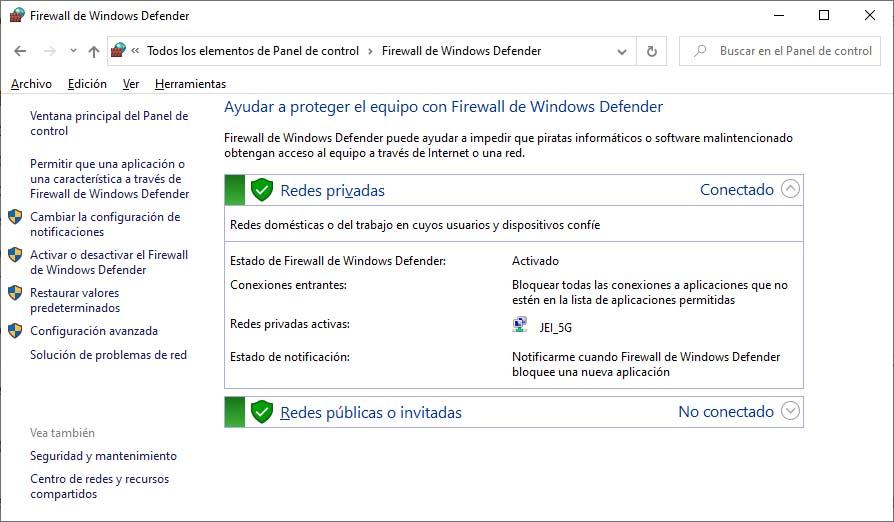 Firewall de Windows Defender
« Todos los elementos de Panel de control > Firewall de Windows Defender
Buscar en el Panel de control
Archivo Edición Ver Herramientas
Ventana principal del Panel de
control
Permitir que una aplicación o
una característica a través de
Firewall de Windows Defender
Cambiar la configuración de
notificaciones
Activar o desactivar el Firewall
de Windows Defender
Restaurar valores
predeterminados
Configuración avanzada
Solución de problemas de red
Vea también
Seguridad y mantenimiento
Centro de redes y recursos
compartidos
Ayudar a proteger el equipo con Firewall de Windows Defender
Firewall de Windows Defender puede ayudar a impedir que piratas informáticos o software malintencionado
obtengan acceso al equipo a través de Internet o una red.
Redes privadas Conectado
Redes domésticas o del trabajo en cuyos usuarios y dispositivos confíe
Estado de Firewall de Windows Defender: Activado
Conexiones entrantes: Bloquear todas las conexiones a aplicaciones que no
estén en la lista de aplicaciones permitidas
Redes privadas activas: JEI_5G
Estado de notificación: Notificarme cuando Firewall de Windows Defender
bloquee una nueva aplicación
Redes públicas o invitadas No conectado